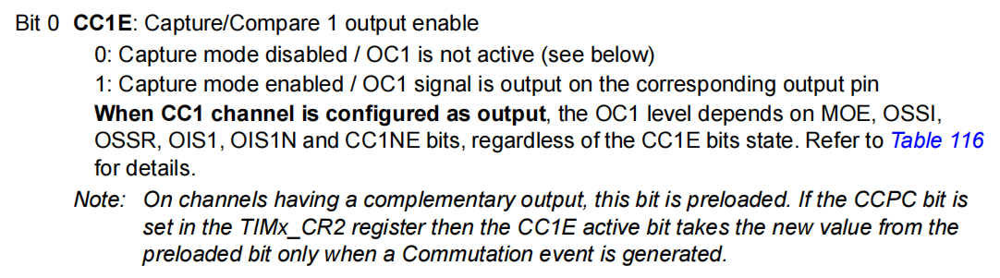 Bit 0 CC1E: Capture/Compare 1 output enable
0: Capture mode disabled / OC1 is not active (see below)
1: Capture mode enabled / OC1 signal is output on the corresponding output pin
When CC1 channel is configured as output, the OC1 level depends on MOE, OSSI,
OSSR, OIS1, OIS1N and CC1NE bits, regardless of the CC1E bits state. Refer to Table 116
for details.
Note: On channels having a complementary output, this bit is preloaded. If the CCPC bit is
set in the TIMx_CR2 register then the CC1E active bit takes the new value from the
preloaded bit only when a Commutation event is generated.